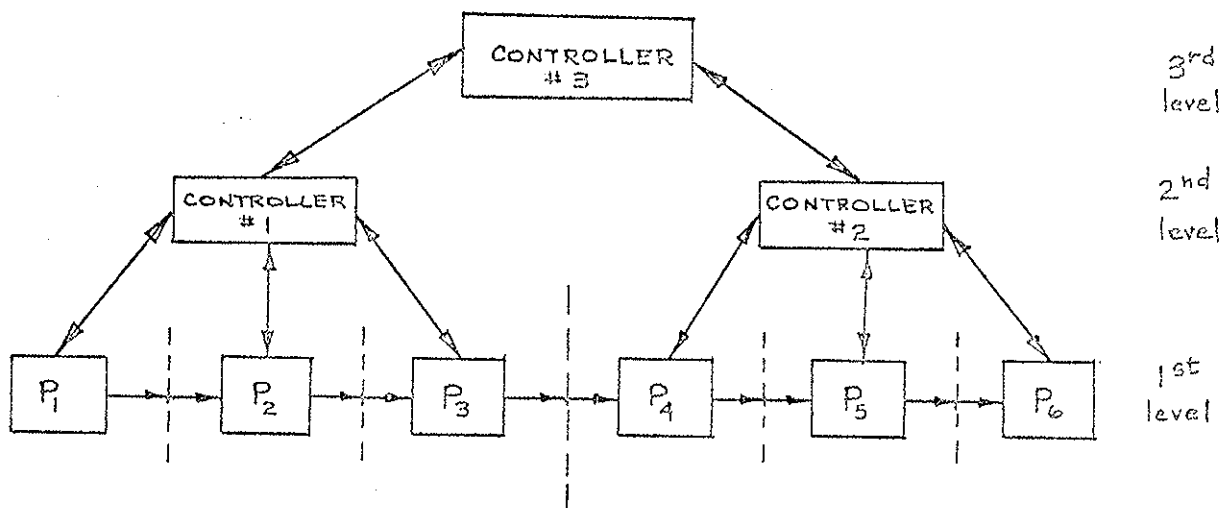 CONTROLLER
# 3
3rd
level
CONTROLLER
# 1
CONTROLLER
# 2
2nd
level
P1
P2
P3
P4
P5
P6
1st
level